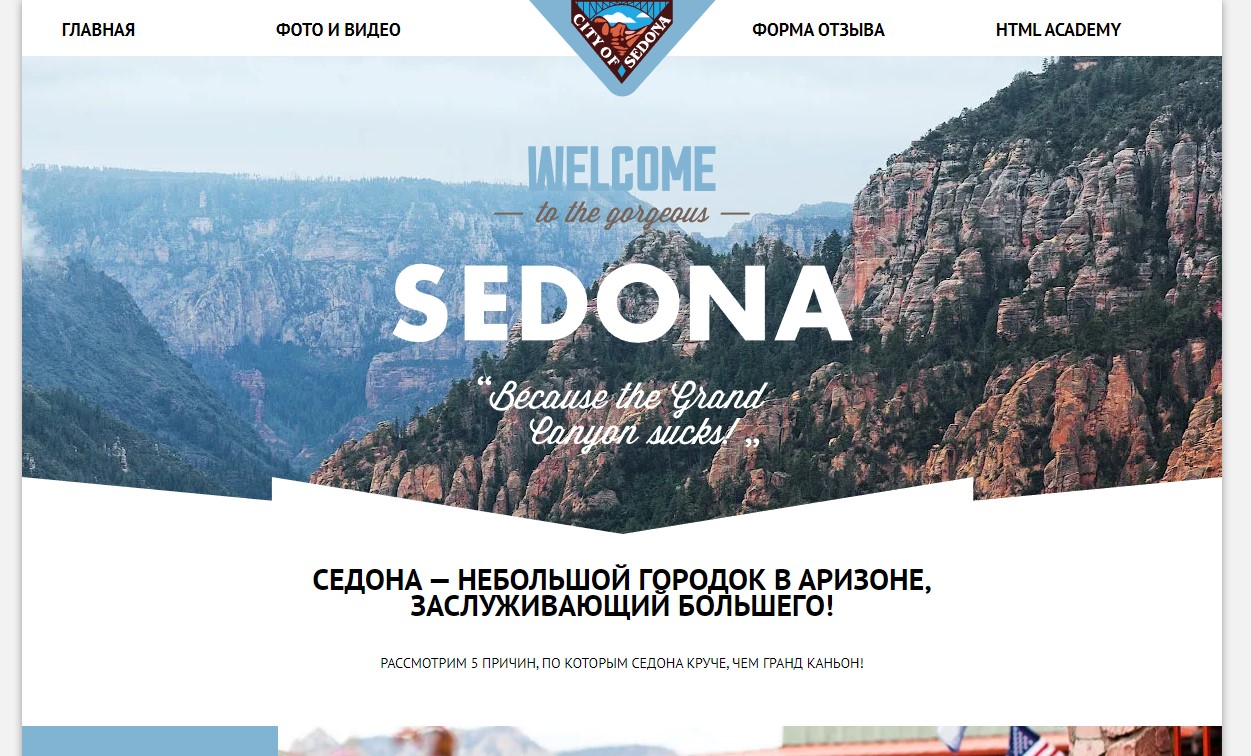 ГЛАВНАЯ
ФОТО И ВИДЕО
CITY OF SEDONA
ФОРМА ОТЗЫВА
HTML ACADEMY
WELCOME
— to the gorgeous —
SEDONA
“Because the Grand
Canyon sucks!„
СЕДОНА — НЕБОЛЬШОЙ ГОРОДОК В АРИЗОНЕ,
ЗАСЛУЖИВАЮЩИЙ БОЛЬШЕГО!
РАССМОТРИМ 5 ПРИЧИН, ПО КОТОРЫМ СЕДОНА КРУЧЕ, ЧЕМ ГРАНД КАНЬОН!